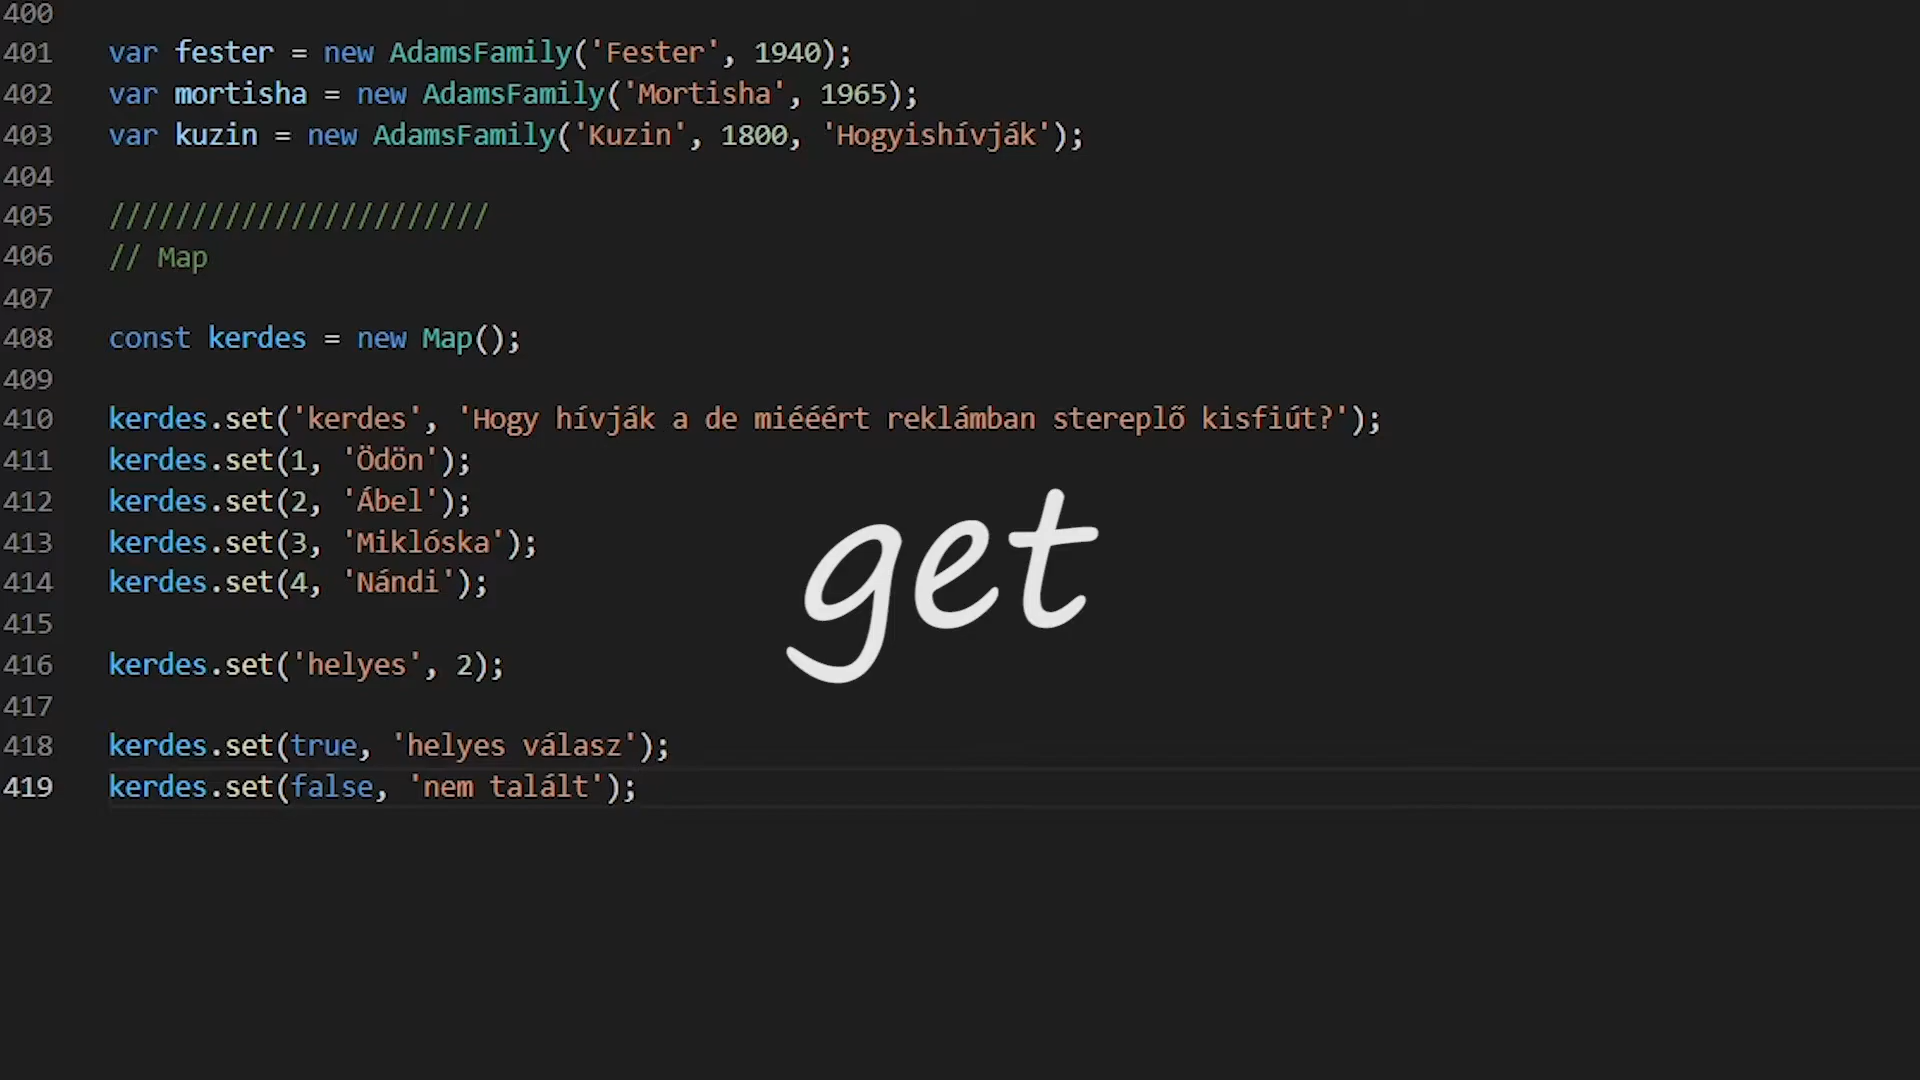 400
401 var fester = new AdamsFamily('Fester', 1940);
402 var mortisha = new AdamsFamily('Mortisha', 1965);
403 var kuzin = new AdamsFamily('Kuzin', 1800, 'Hogyishívják');
404
405 ///////////////////////
406 // Map
407
408 const kerdes = new Map();
409
410 kerdes.set('kerdes', 'Hogy hívják a de miééért reklámban stereplő kisfiút?');
411 kerdes.set(1, 'Ödön');
412 kerdes.set(2, 'Ábel');
413 kerdes.set(3, 'Miklóska');
414 kerdes.set(4, 'Nándi');
get
415
416 kerdes.set('helyes', 2);
417
418 kerdes.set(true, 'helyes válasz');
419 kerdes.set(false, 'nem talált');